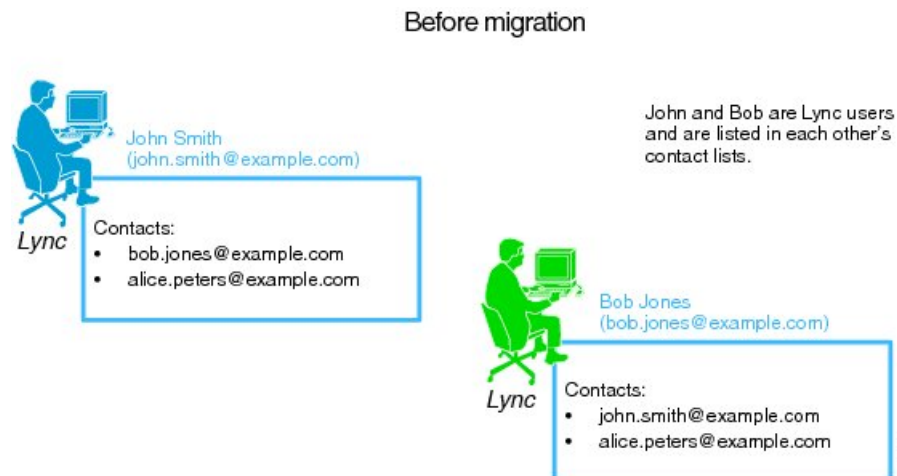 Before migration
John Smith
(john.smith@example.com)
Lync
Contacts:
• bob.jones@example.com
• alice.peters@example.com
John and Bob are Lync users
and are listed in each other's
contact lists.
Bob Jones
(bob.jones@example.com)
Lync
Contacts:
• john.smith@example.com
• alice.peters@example.com